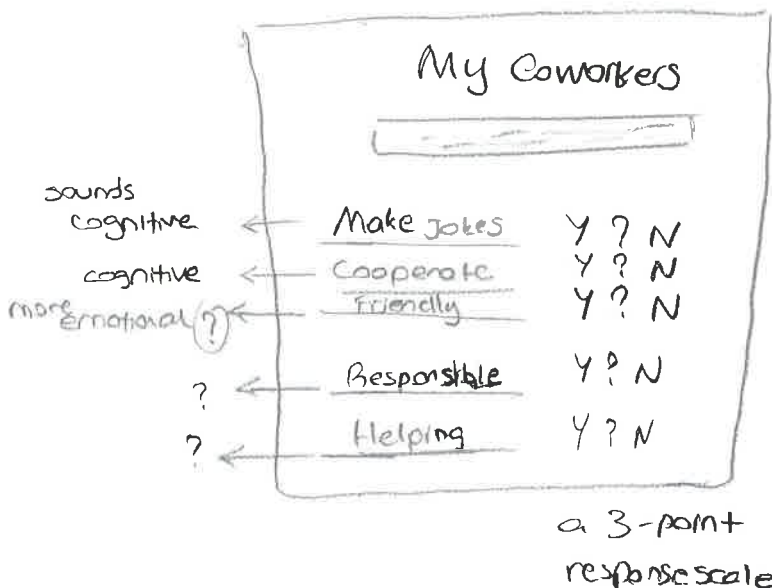 My Coworkers
sounds
cognitive ← Make Jokes Y ? N
cognitive ← Cooperate Y ? N
more emotional (?) ← Friendly Y ? N
? ← Responsible Y ? N
? ← Helping Y ? N
a 3-point
response scale